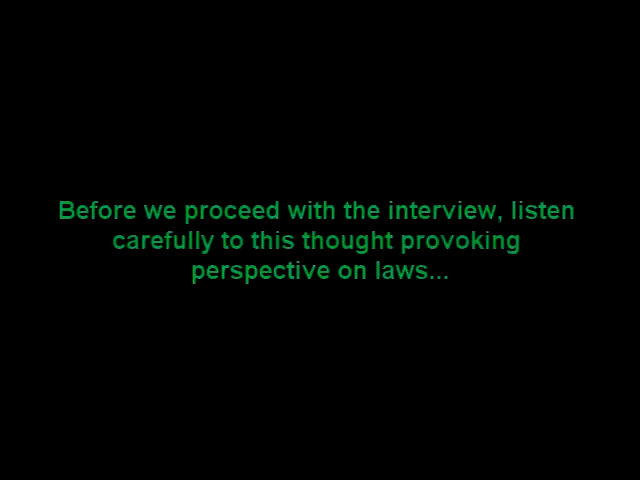 Before we proceed with the interview, listen
carefully to this thought provoking
perspective on laws...